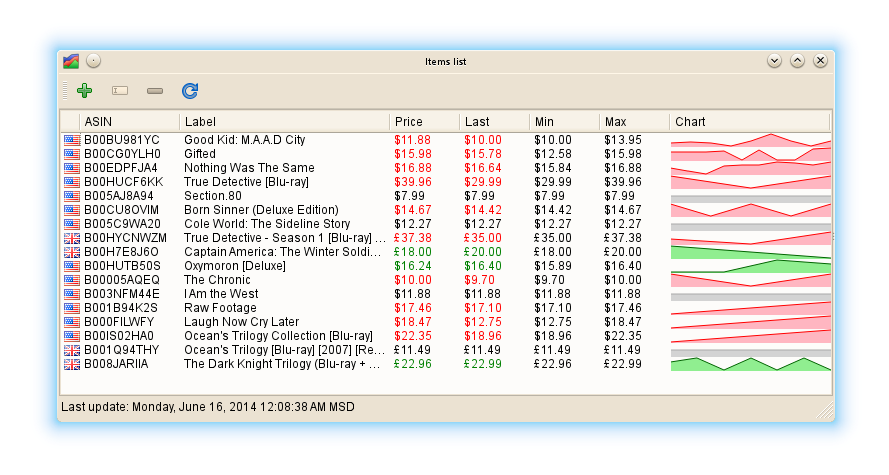 Items list
ASIN Label Price Last Min Max Chart
B00BU981YC Good Kid: M.A.A.D City $11.88 $10.00 $10.00 $13.95
B00CG0YLH0 Gifted $15.98 $15.78 $12.58 $15.98
B00EDPFJA4 Nothing Was The Same $16.88 $16.64 $15.84 $16.88
B00HUCF6KK True Detective [Blu-ray] $39.96 $29.99 $29.99 $39.96
B005AJ8A94 Section.80 $7.99 $7.99 $7.99 $7.99
B00CU8OVIM Born Sinner (Deluxe Edition) $14.67 $14.42 $14.42 $14.67
B005C9WA20 Cole World: The Sideline Story $12.27 $12.27 $12.27 $12.27
B00HYCNWZM True Detective - Season 1 [Blu-ray] ... £37.38 £35.00 £35.00 £37.38
B00H7E8J6O Captain America: The Winter Soldi... £18.00 £20.00 £18.00 £20.00
B00HUTB50S Oxymoron [Deluxe] $16.24 $16.40 $15.89 $16.40
B00005AQEQ The Chronic $10.00 $9.70 $9.70 $10.00
B003NFM44E I Am the West $11.88 $11.88 $11.88 $11.88
B001B94K2S Raw Footage $17.46 $17.10 $17.10 $17.46
B000FILWFY Laugh Now Cry Later $18.47 $12.75 $12.75 $18.47
B00IS02HA0 Ocean's Trilogy Collection [Blu-ray] $22.35 $18.96 $18.96 $22.35
B001Q94THY Ocean's Trilogy [Blu-ray] [2007] [Re... £11.49 £11.49 £11.49 £11.49
B008JARIIA The Dark Knight Trilogy (Blu-ray + ... £22.96 £22.99 £22.96 £22.99
Last update: Monday, June 16, 2014 12:08:38 AM MSD